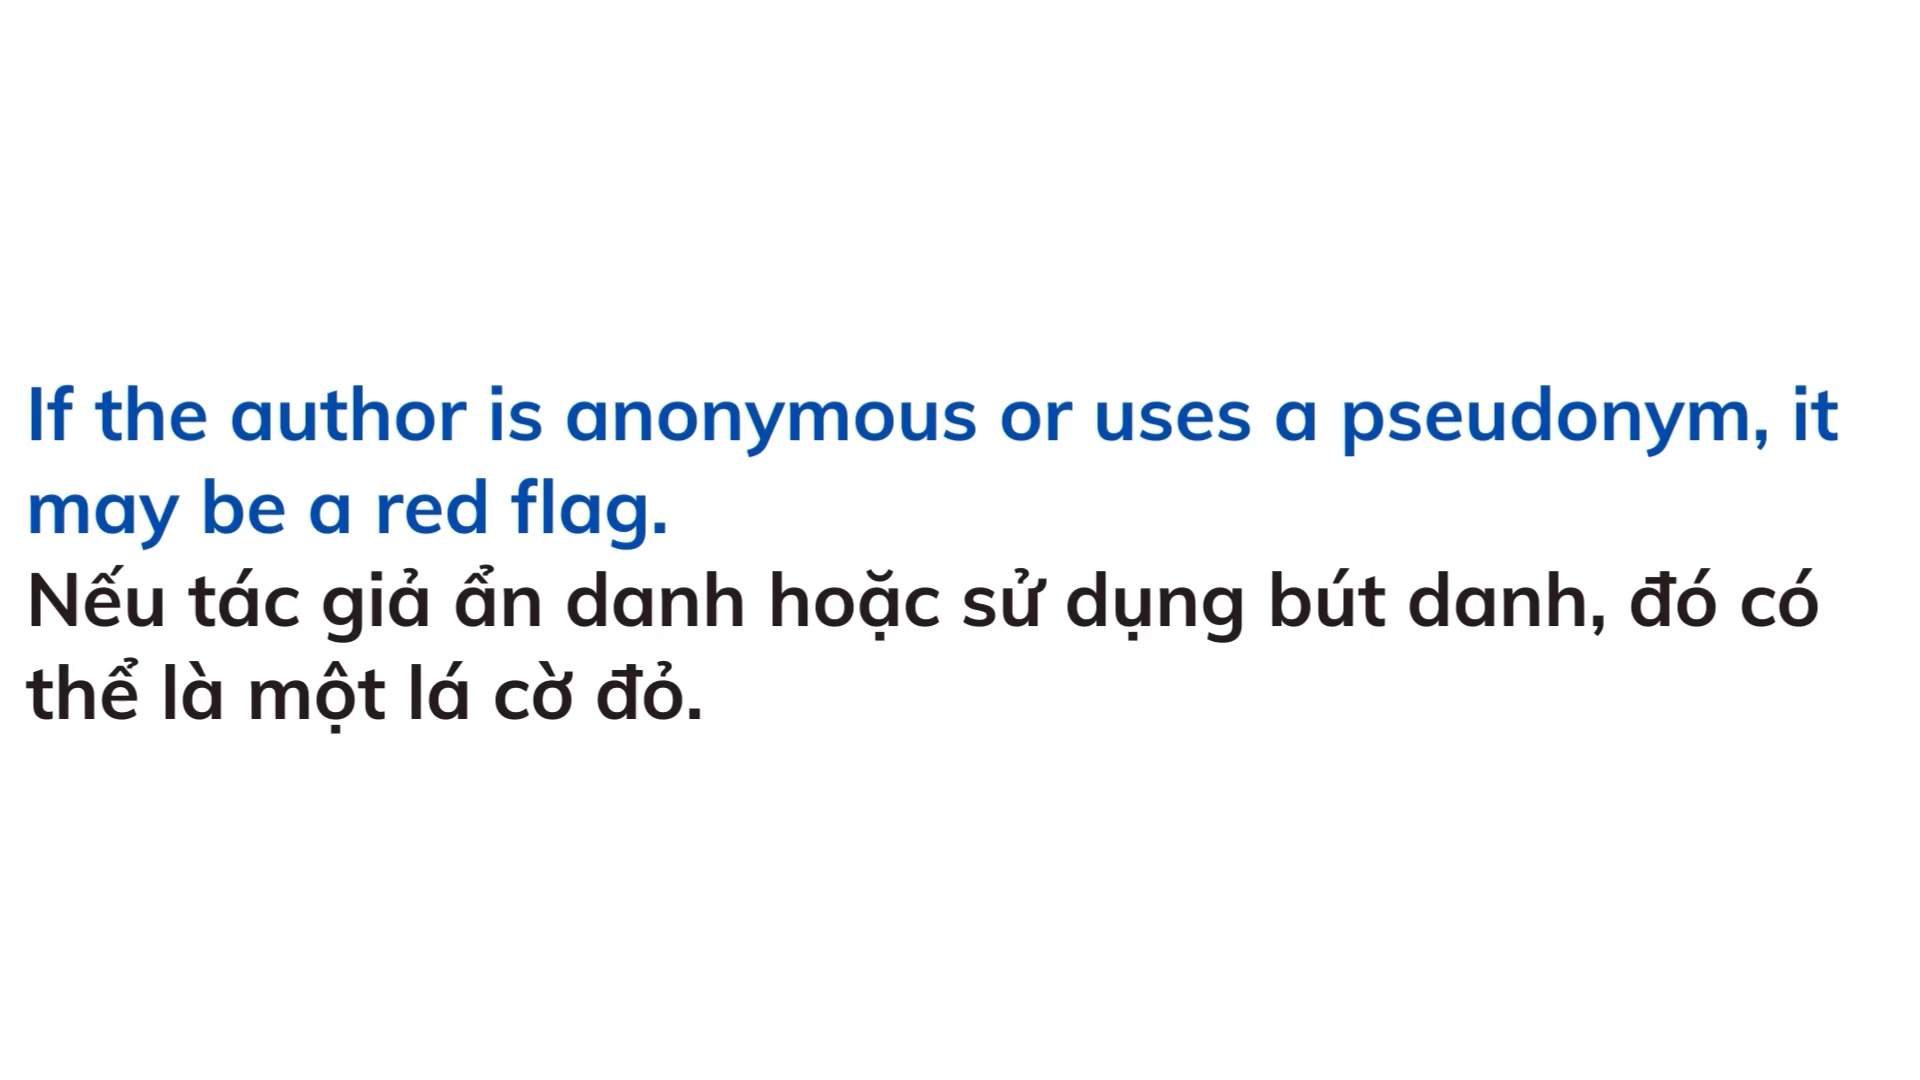 If the author is anonymous or uses a pseudonym, it
may be a red flag.
Nếu tác giả ẩn danh hoặc sử dụng bút danh, đó có
thể là một lá cờ đỏ.